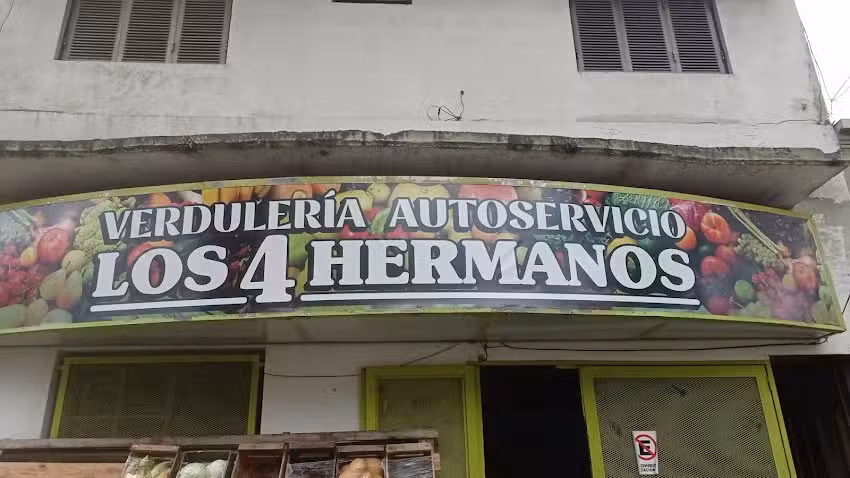 VERDULERÍA AUTOSERVICIO
LOS 4 HERMANOS
E